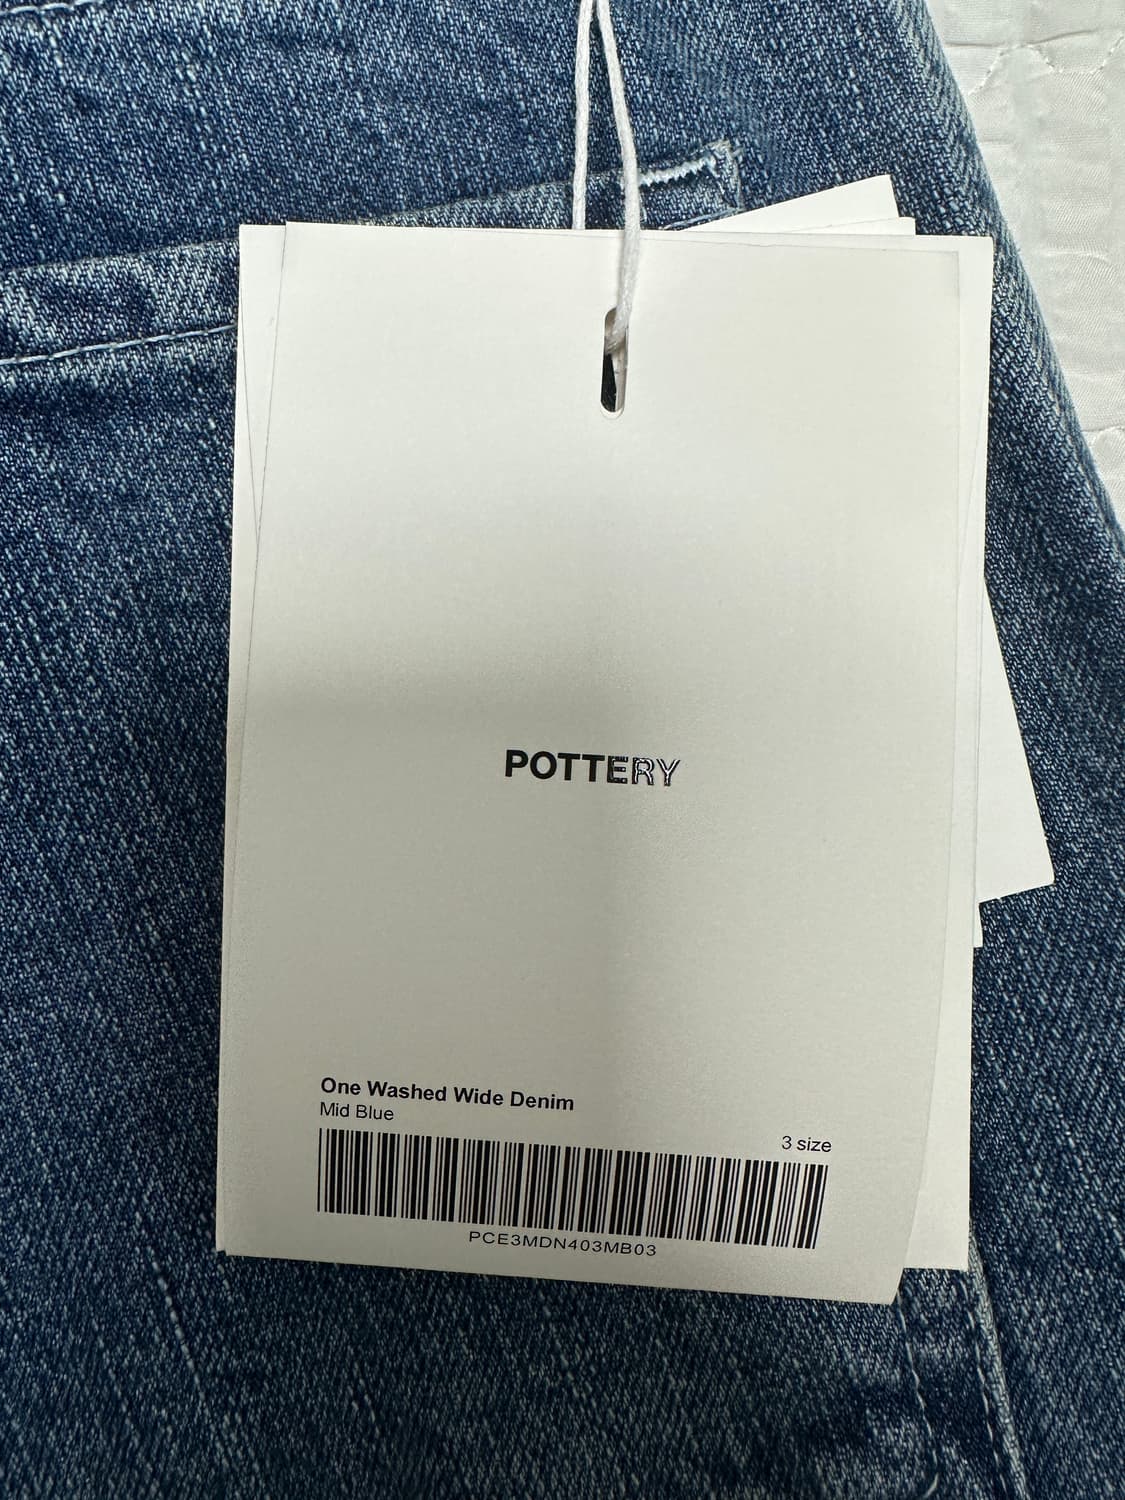 POTTERY
One Washed Wide Denim
Mid Blue
3 size
PCE3MDN403MB03